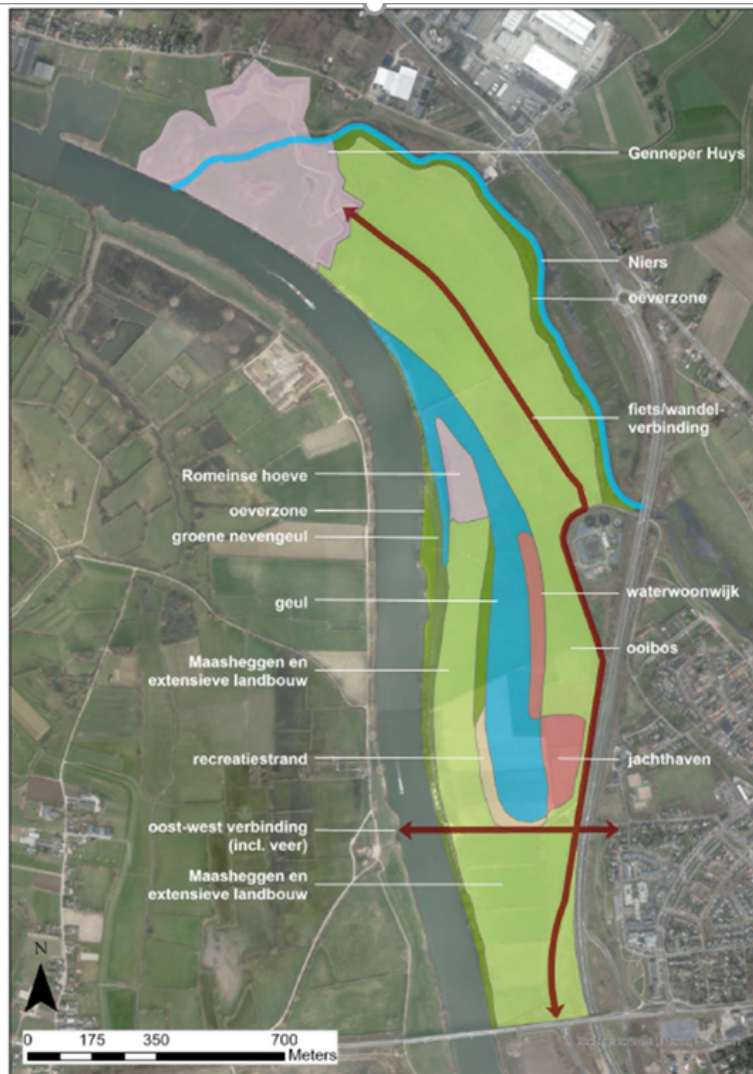 Genneper Huys
Niers
oeverzone
fiets/wandel-
verbinding
Romeinse hoeve
oeverzone
groene nevengeul
geul
waterwoonwijk
ooibos
Maasheggen en
extensieve landbouw
recreatiestrand
jachthaven
oost-west verbinding
(incl. veer)
Maasheggen en
extensieve landbouw
N
0 175 350 700
Meters